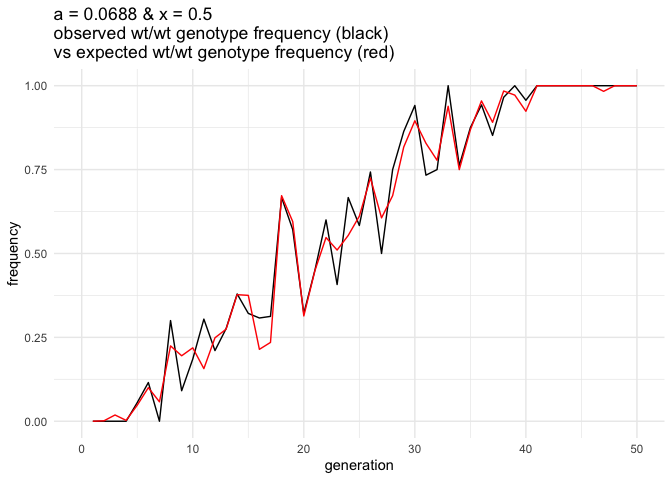 a = 0.0688 & x = 0.5
observed wt/wt genotype frequency (black)
vs expected wt/wt genotype frequency (red)
1.00
0.75
0.50
0.25
0.00
frequency
0 10 20 30 40 50
generation